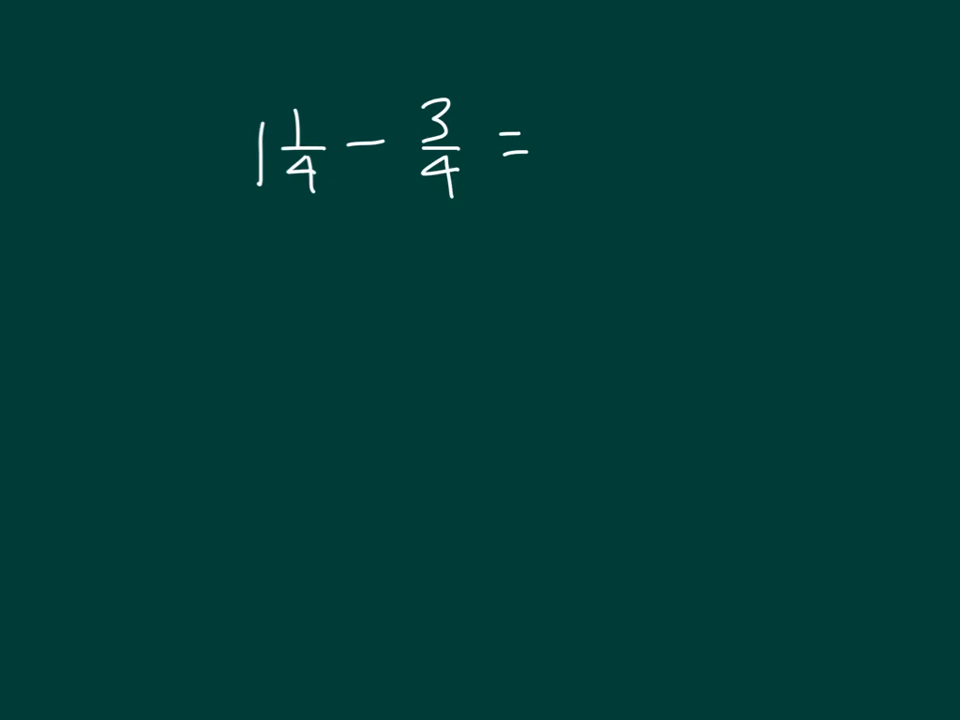 1 1/4 - 3/4 =